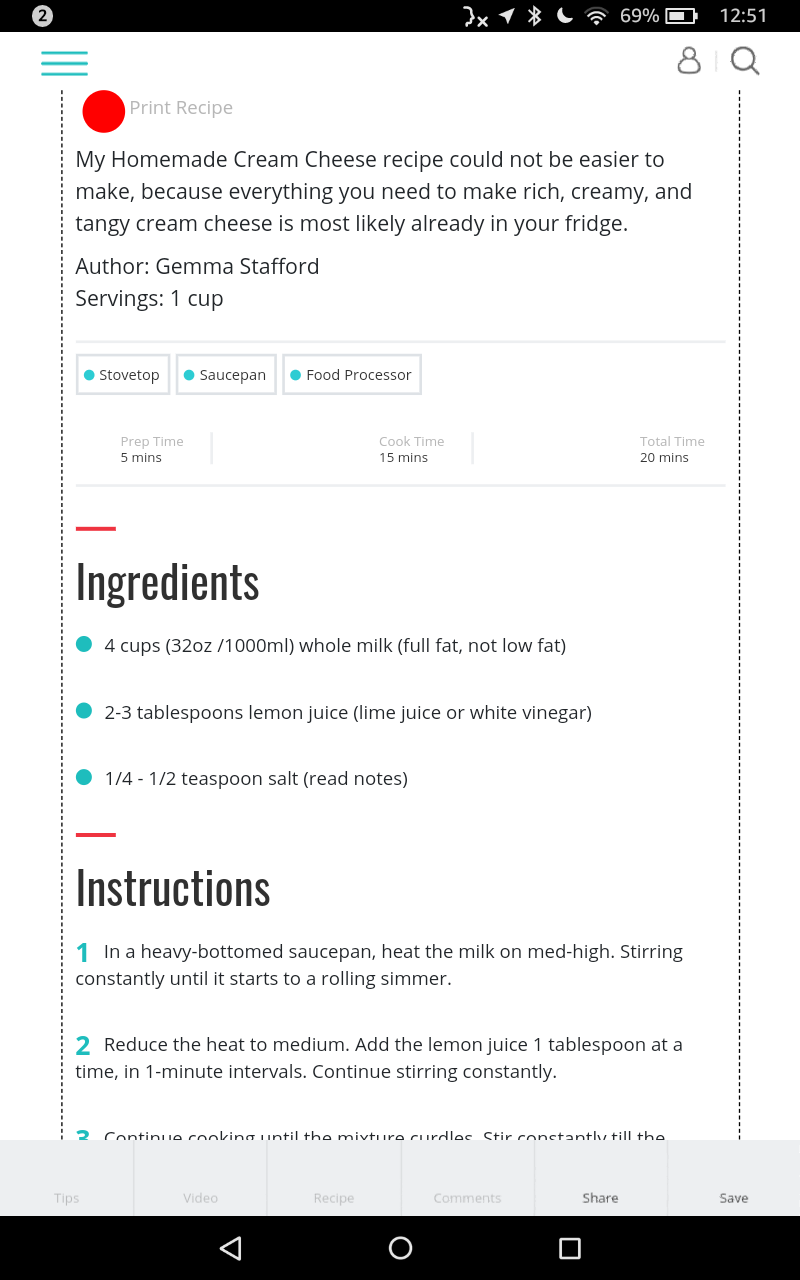 2
69%
12:51
Print Recipe
My Homemade Cream Cheese recipe could not be easier to
make, because everything you need to make rich, creamy, and
tangy cream cheese is most likely already in your fridge.
Author: Gemma Stafford
Servings: 1 cup
Stovetop
Saucepan
Food Processor
Prep Time
5 mins
Cook Time
15 mins
Total Time
20 mins
Ingredients
4 cups (32oz /1000ml) whole milk (full fat, not low fat)
2-3 tablespoons lemon juice (lime juice or white vinegar)
1/4 - 1/2 teaspoon salt (read notes)
Instructions
1 In a heavy-bottomed saucepan, heat the milk on med-high. Stirring
constantly until it starts to a rolling simmer.
2 Reduce the heat to medium. Add the lemon juice 1 tablespoon at a
time, in 1-minute intervals. Continue stirring constantly.
3 Continue cooking until the mixture curdles. Stir constantly till the
Tips
Video
Recipe
Comments
Share
Save